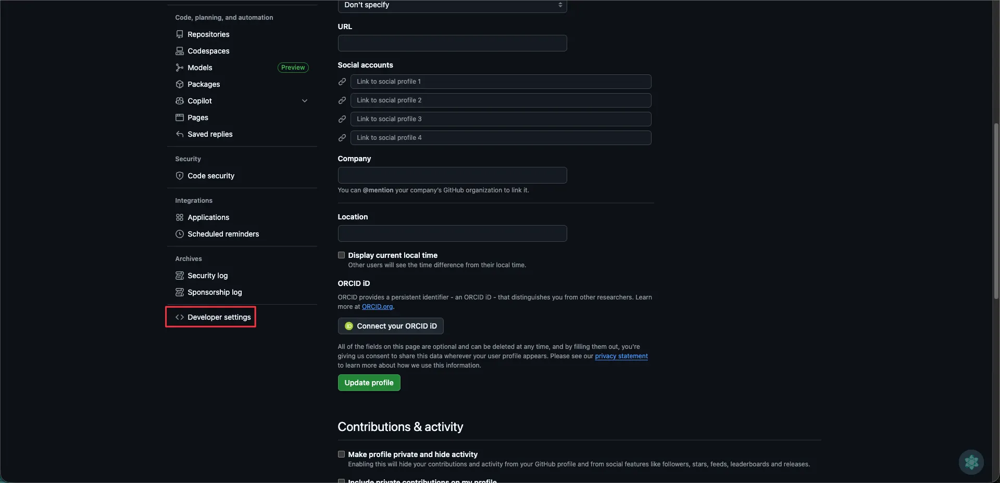 Code, planning, and automation
Repositories
Codespaces
Models
Preview
Packages
Copilot
Pages
Saved replies
Security
Code security
Integrations
Applications
Scheduled reminders
Archives
Security log
Sponsorship log
Developer settings
Don't specify
URL
Social accounts
Link to social profile 1
Link to social profile 2
Link to social profile 3
Link to social profile 4
Company
You can @mention your company's GitHub organization to link it.
Location
Display current local time
Other users will see the time difference from their local time.
ORCID iD
ORCID provides a persistent identifier - an ORCID iD - that distinguishes you from other researchers. Learn
more at ORCID.org.
iD Connect your ORCID iD
All of the fields on this page are optional and can be deleted at any time, and by filling them out, you're
giving us consent to share this data wherever your user profile appears. Please see our privacy statement
to learn more about how we use this information.
Update profile
Contributions & activity
Make profile private and hide activity
Enabling this will hide your contributions and activity from your GitHub profile and from social features like followers, stars, feeds, leaderboards and releases.
Include private contributions on my profile